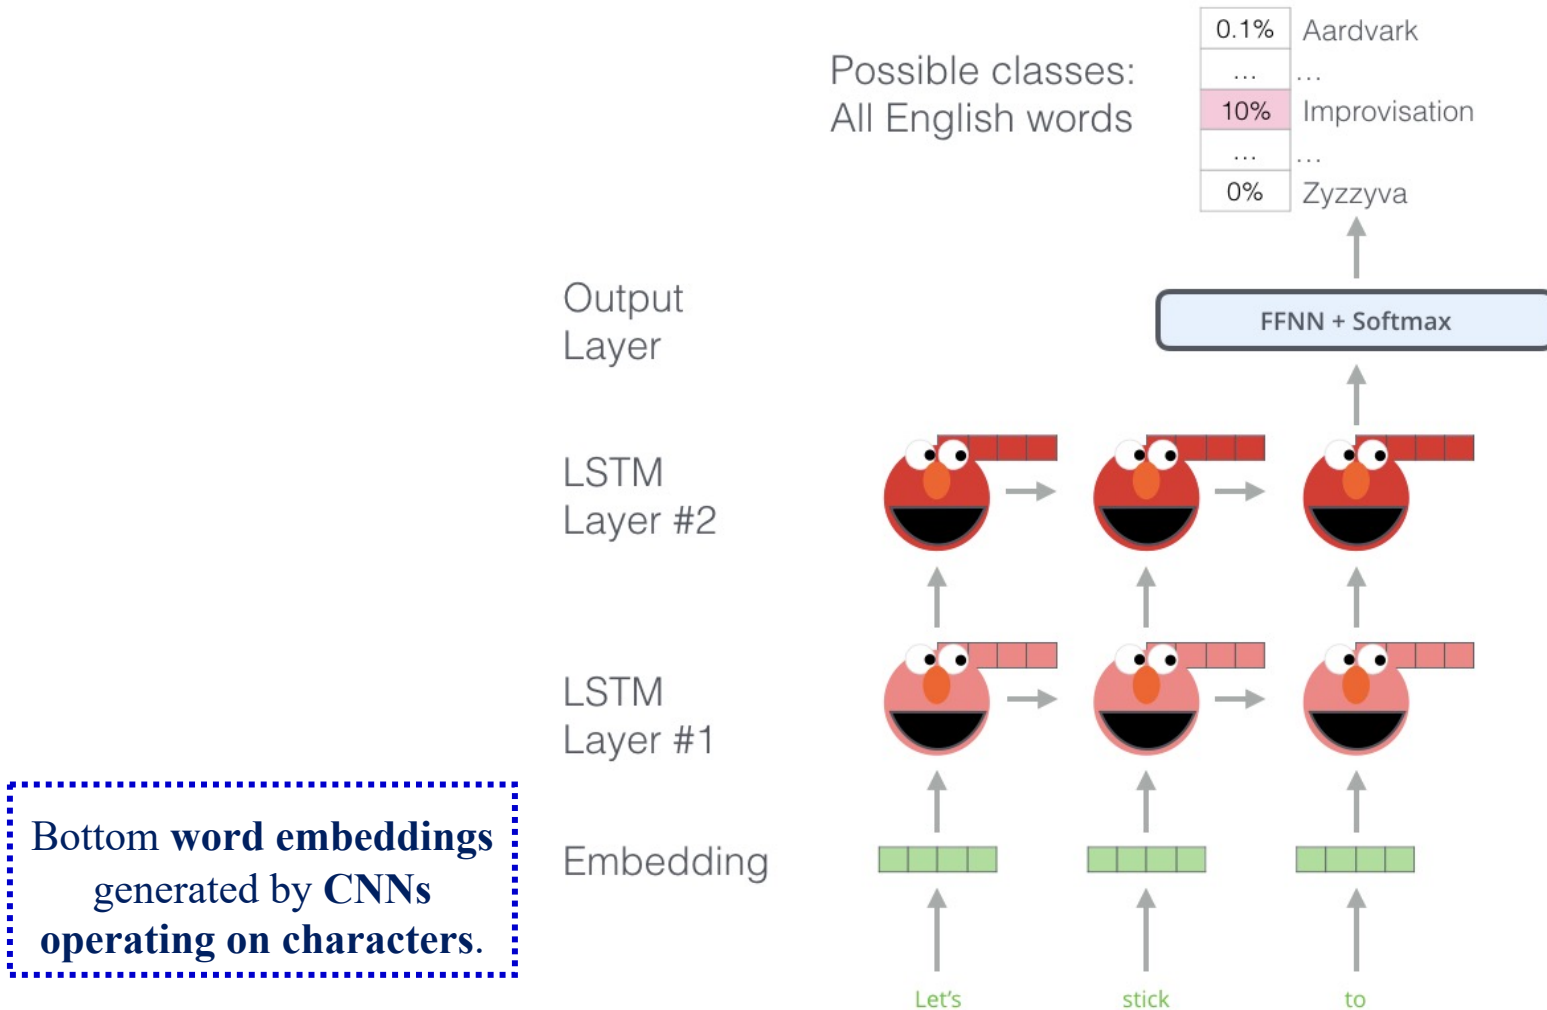 0.1% Aardvark
... ...
Possible classes:
All English words
10% Improvisation
... ...
0% Zyzzyva
Output
Layer
FFNN + Softmax
LSTM
Layer #2
LSTM
Layer #1
Bottom word embeddings
generated by CNNs
operating on characters.
Embedding
Let's stick to